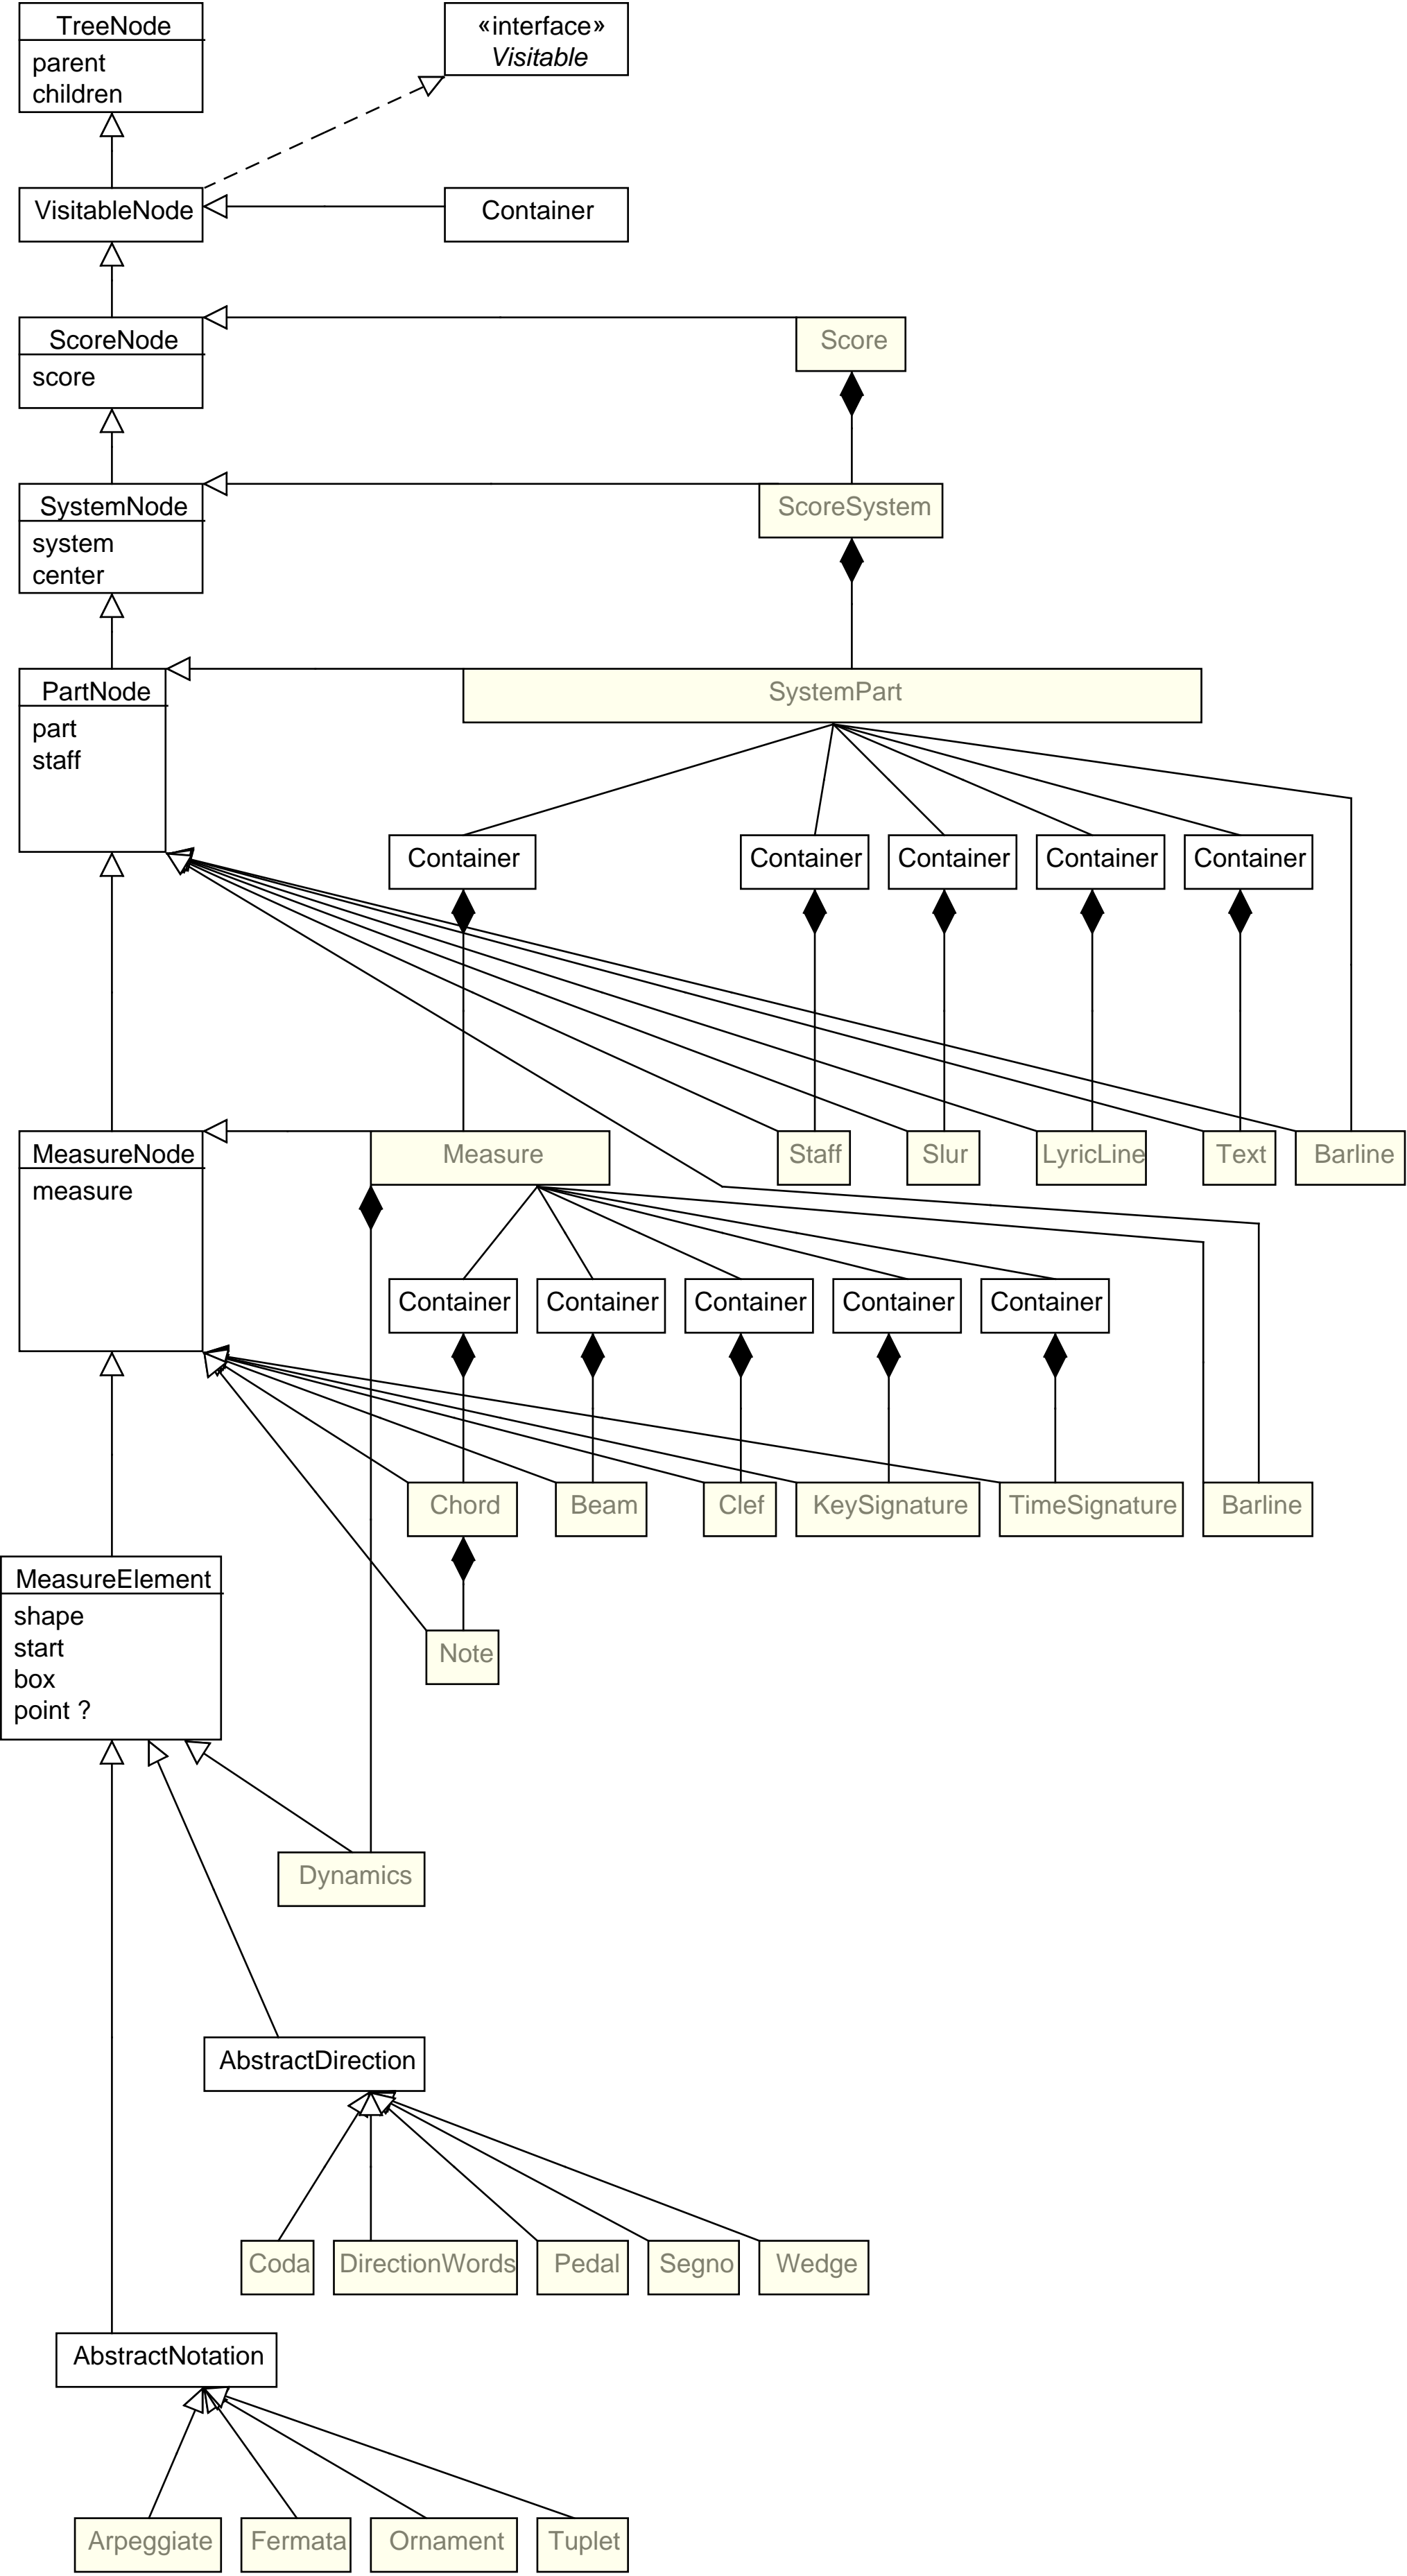 TreeNode
parent
children
«interface»
Visitable
VisitableNode
Container
ScoreNode
score
Score
SystemNode
system
center
ScoreSystem
PartNode
part
staff
SystemPart
Container
Container
Container
Container
Container
MeasureNode
measure
Measure
Staff
Slur
LyricLine
Text
Barline
Container
Container
Container
Container
Container
Chord
Beam
Clef
KeySignature
TimeSignature
Barline
MeasureElement
shape
start
box
point ?
Note
Dynamics
AbstractDirection
Coda
DirectionWords
Pedal
Segno
Wedge
AbstractNotation
Arpeggiate
Fermata
Ornament
Tuplet